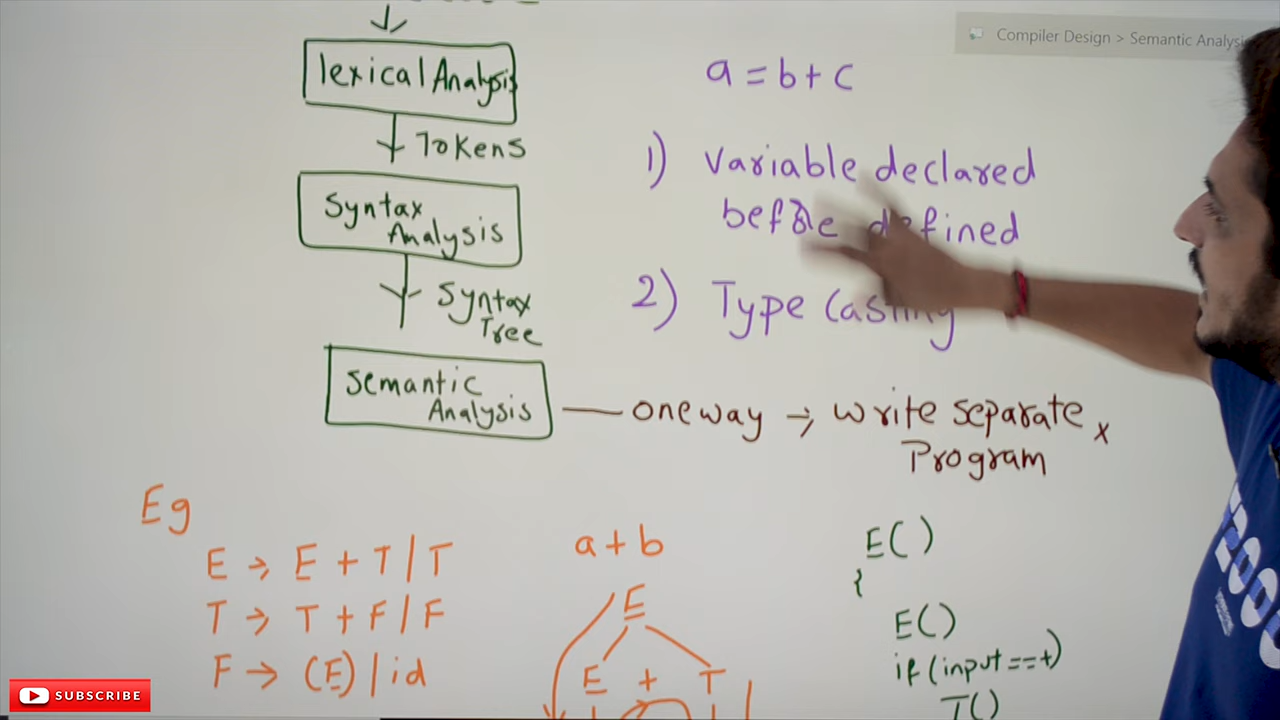 Compiler Design > Semantic Analysis
lexical Analysis
Tokens
Syntax
Analysis
Syntax
Tree
Semantic
Analysis
a = b + c
1) Variable declared
before defined
2) Type Casting
one way → Write separate x
Program
Eg
E → E + T / T
T → T + F / F
F → (E) / id
a + b
E
E + T
E()
{
E()
if (input == +)
T()
SUBSCRIBE